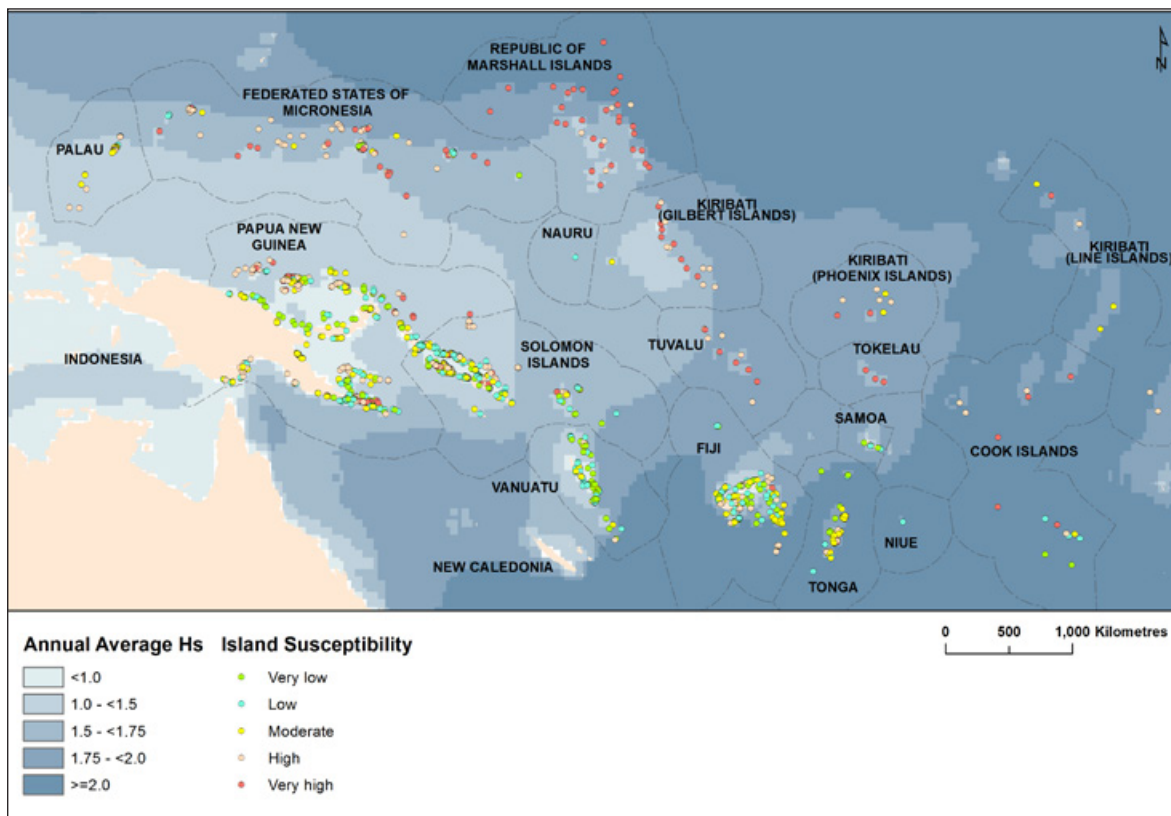 REPUBLIC OF
MARSHALL ISLANDS
N
FEDERATED STATES OF
MICRONESIA
PALAU
KIRIBATI
(GILBERT ISLANDS)
PAPUA NEW
GUINEA
NAURU
KIRIBATI
(LINE ISLANDS)
KIRIBATI
(PHOENIX ISLANDS)
INDONESIA
SOLOMON
ISLANDS
TUVALU
TOKELAU
SAMOA
FIJI
COOK ISLANDS
VANUATU
NIUE
NEW CALEDONIA
TONGA
Annual Average Hs
<1.0
1.0 - <1.5
1.5 - <1.75
1.75 - <2.0
>=2.0
Island Susceptibility
Very low
Low
Moderate
High
Very high
0 500 1,000 Kilometres